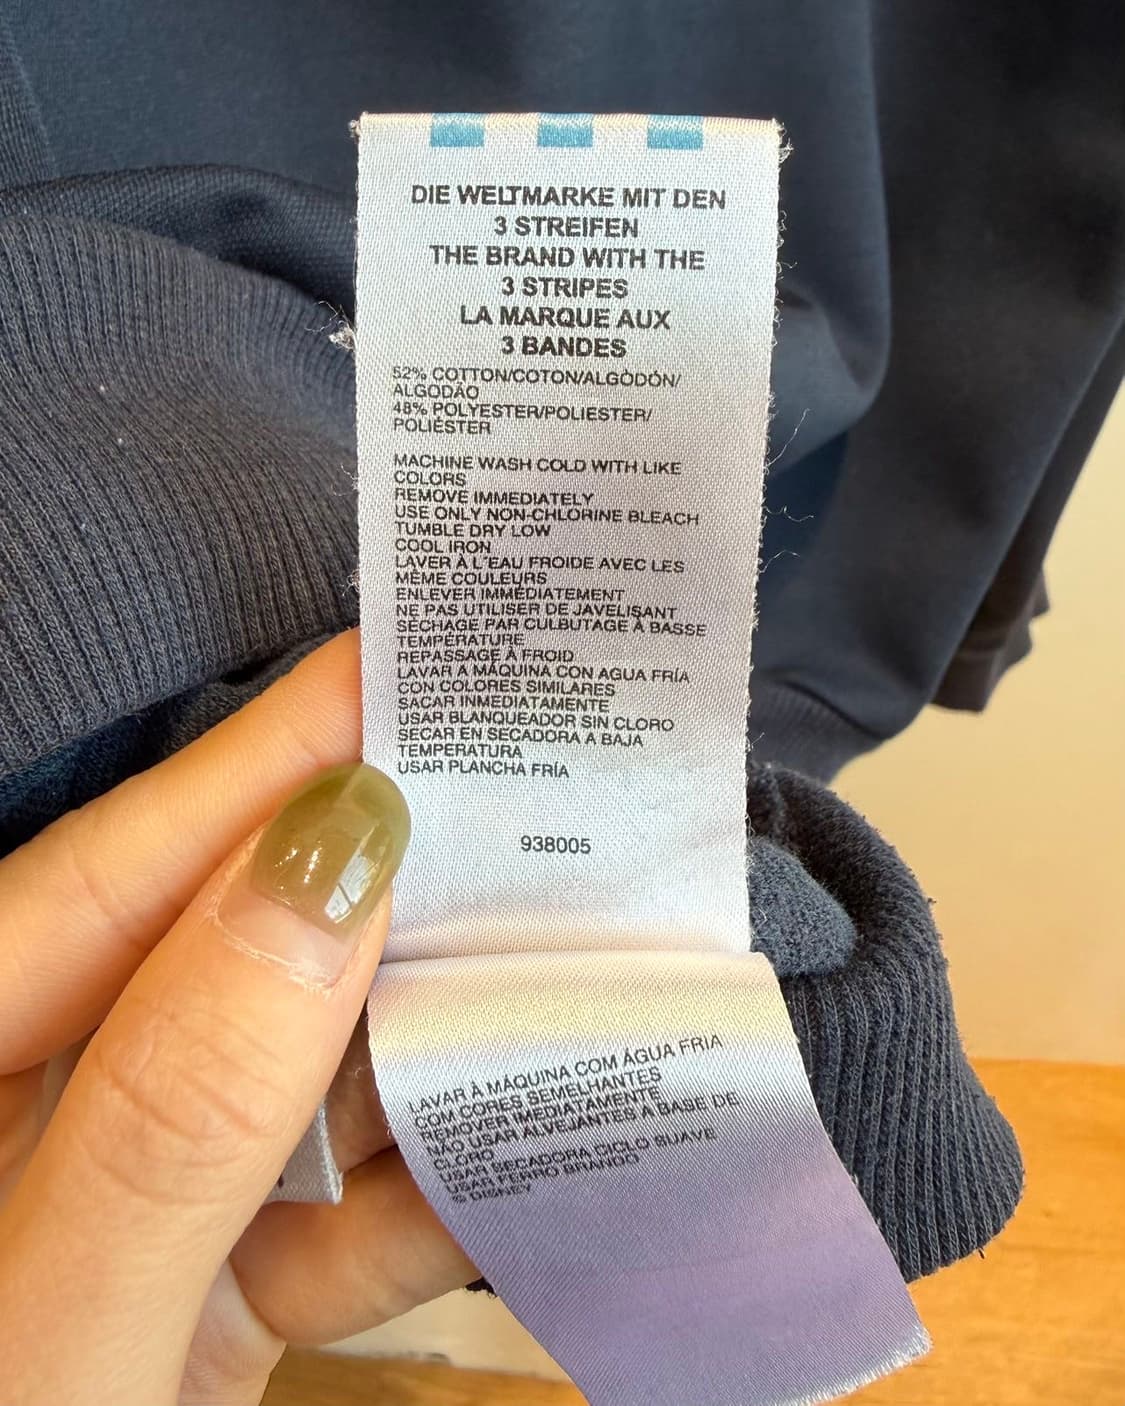 DIE WELTMARKE MIT DEN
3 STREIFEN
THE BRAND WITH THE
3 STRIPES
LA MARQUE AUX
3 BANDES
52% COTTON/COTON/ALGÒDÓN/
ALGODÃO
48% POLYESTER/POLIESTER/
POLIÉSTER
MACHINE WASH COLD WITH LIKE
COLORS
REMOVE IMMEDIATELY
USE ONLY NON-CHLORINE BLEACH
TUMBLE DRY LOW
COOL IRON
LAVER À L'EAU FROIDE AVEC LES
MÊME COULEURS
ENLEVER IMMÉDIATEMENT
NE PAS UTILISER DE JAVELISANT
SÉCHAGE PAR CULBUTAGE À BASSE
TEMPÉRATURE
REPASSAGE À FROID
LAVAR A MÁQUINA CON AGUA FRÍA
CON COLORES SIMILARES
SACAR INMEDIATAMENTE
USAR BLANQUEADOR SIN CLORO
SECAR EN SECADORA A BAJA
TEMPERATURA
USAR PLANCHA FRÍA
938005
LAVAR À MÁQUINA COM ÁGUA FRIA
COM CORES SEMELHANTES
REMOVER IMEDIATAMENTE
NÃO USAR ALVEJANTES A BASE DE
CLORO
USAR SECADORA CICLO SUAVE
USAR FERRO BRANDO
© DISNEY